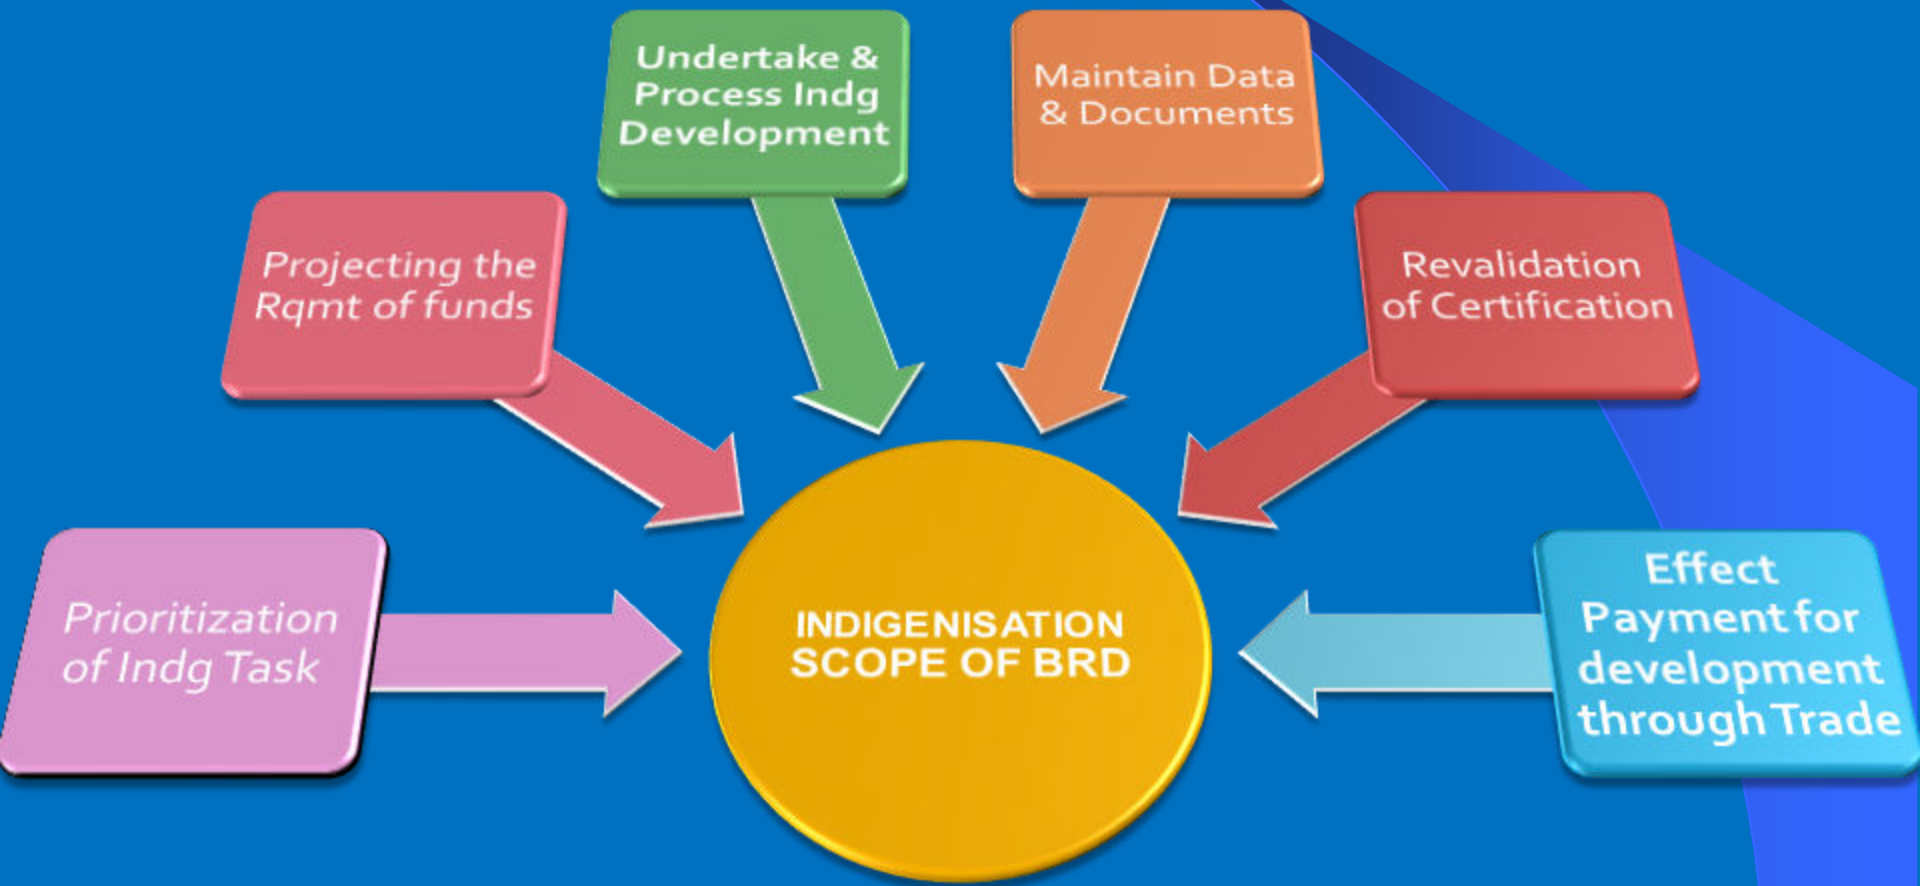 Undertake &
Process Indg
Development
Maintain Data
& Documents
Projecting the
Rqmt of funds
Revalidation
of Certification
Prioritization
of Indg Task
INDIGENISATION
SCOPE OF BRD
Effect
Payment for
development
through Trade